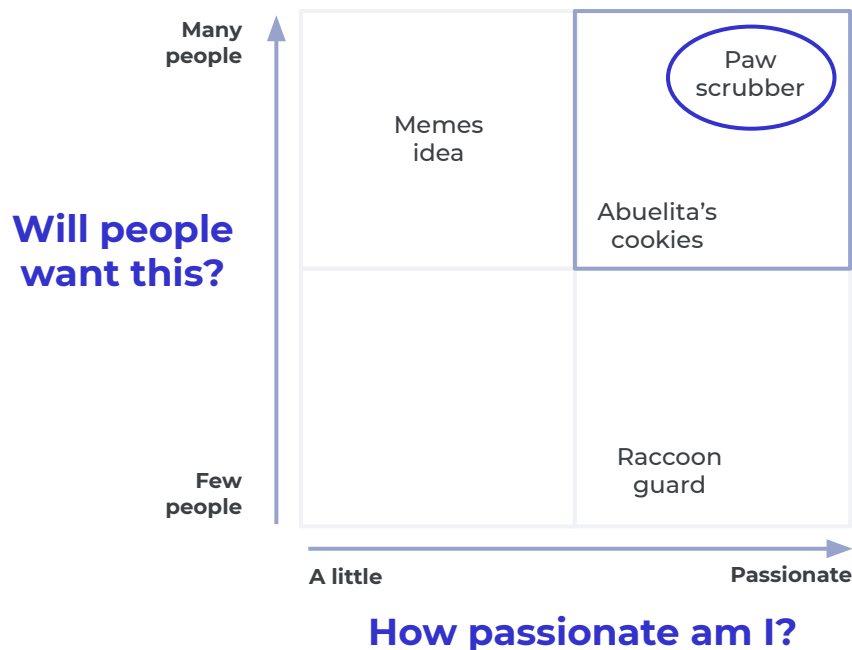 Many
people
Paw
scrubber
Memes
idea
Abuelita’s
cookies
Will people
want this?
Raccoon
guard
Few
people
A little
Passionate
How passionate am I?